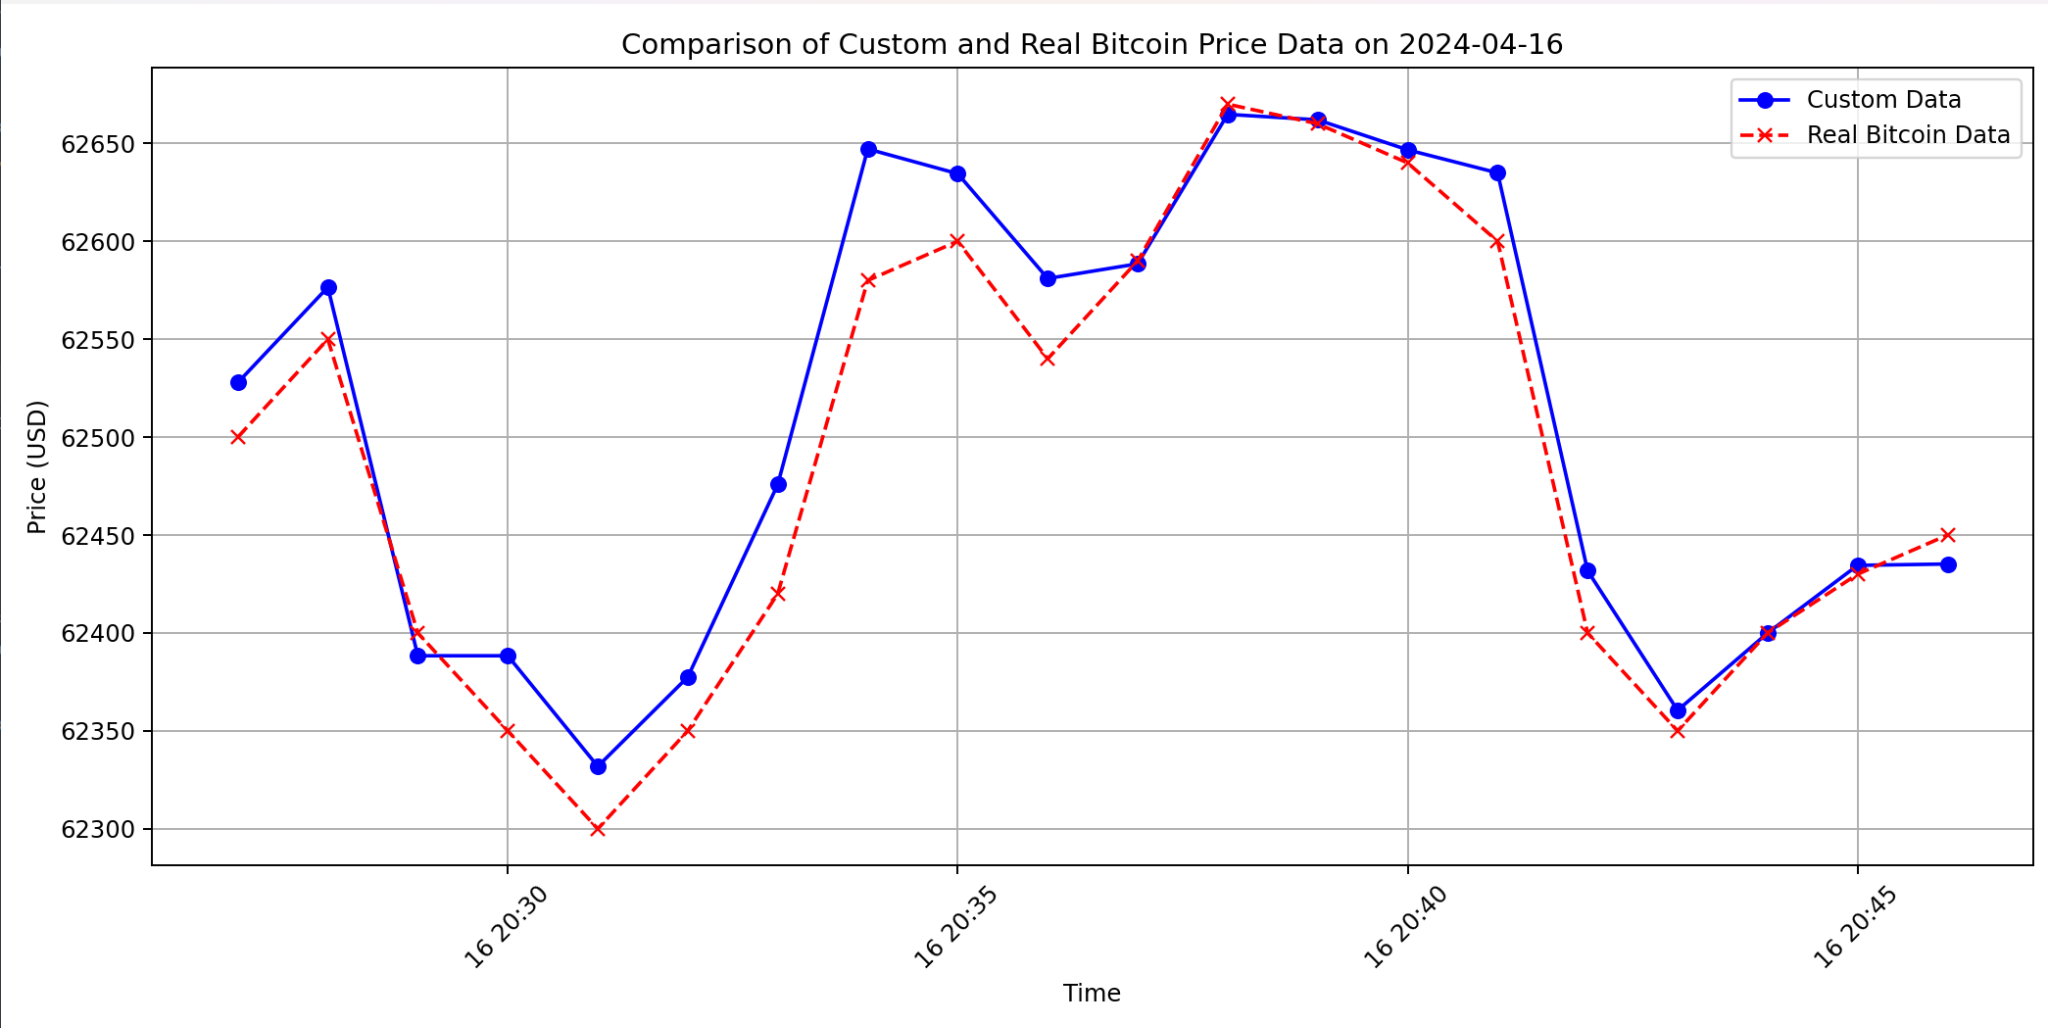 Comparison of Custom and Real Bitcoin Price Data on 2024-04-16
Custom Data
Real Bitcoin Data
62650
62600
62550
62500
62450
62400
62350
62300
Price (USD)
16 20:30
16 20:35
16 20:40
16 20:45
Time